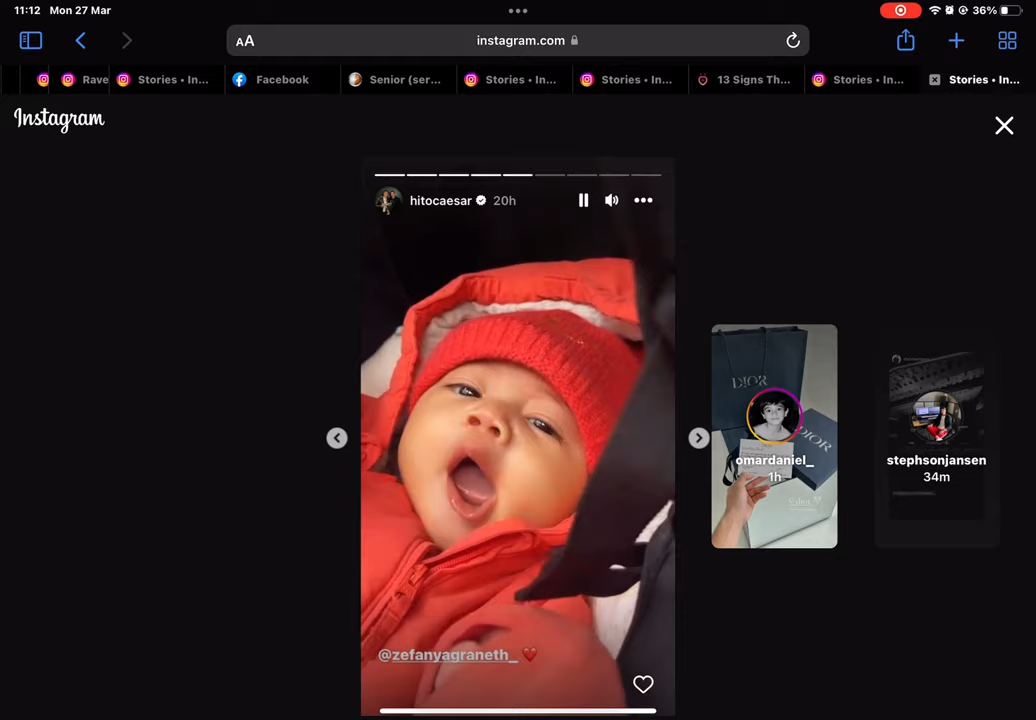 11:12 Mon 27 Mar
36%
AA
instagram.com
Rave
Stories • In...
Facebook
Senior (ser...
Stories • In...
Stories • In...
13 Signs Th...
Stories • In...
Stories • In...
Instagram
hitocaesar 20h
DIOR
DIOR
omardaniel_
1h
stephsonjansen
34m
@zefanyagraneth_ ❤️